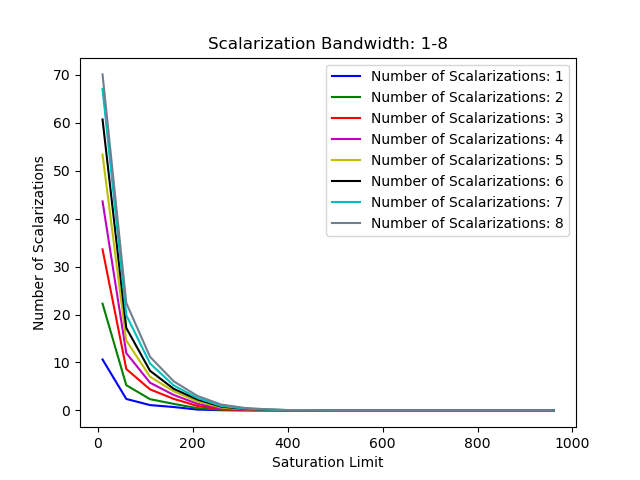 Scalarization Bandwidth: 1-8
Number of Scalarizations: 1
Number of Scalarizations: 2
Number of Scalarizations: 3
Number of Scalarizations: 4
Number of Scalarizations: 5
Number of Scalarizations: 6
Number of Scalarizations: 7
Number of Scalarizations: 8
Number of Scalarizations
70
60
50
40
30
20
10
0
0 200 400 600 800 1000
Saturation Limit